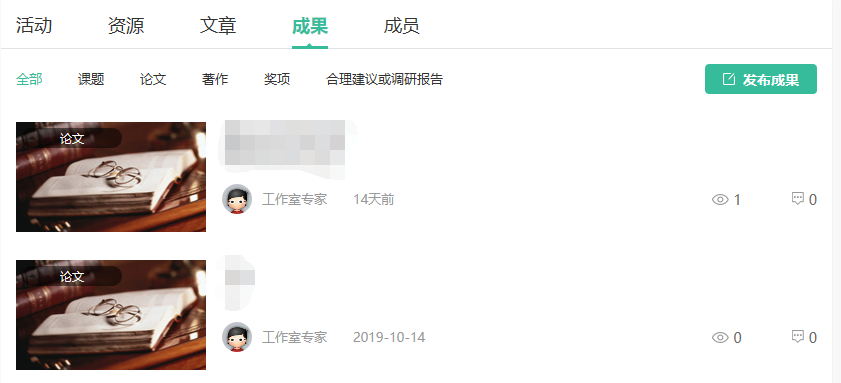 活动 资源 文章 成果 成员
全部 课题 论文 著作 奖项 合理建议或调研报告 发布成果
论文
工作室专家 14天前 1 0
论文
工作室专家 2019-10-14 0 0